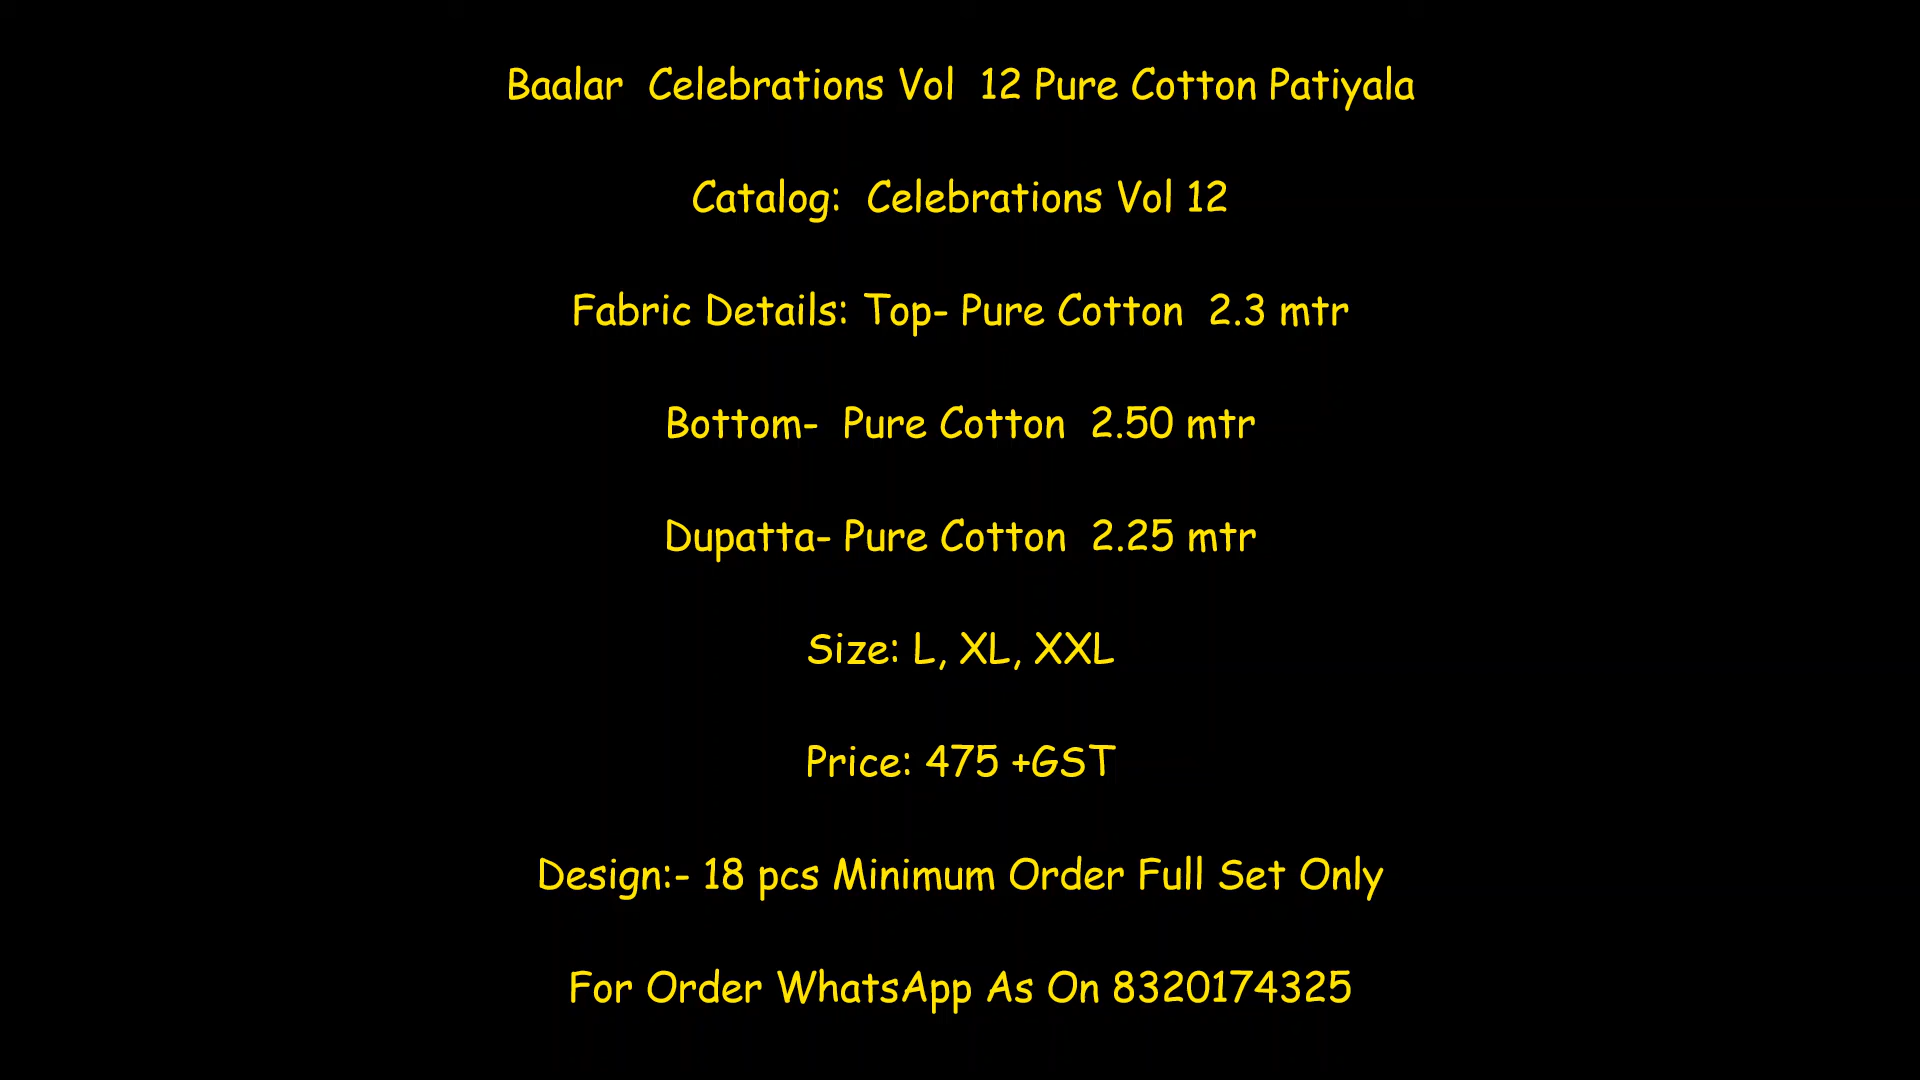 Baalar  Celebrations Vol  12 Pure Cotton Patiyala
Catalog:  Celebrations Vol 12
Fabric Details: Top- Pure Cotton  2.3 mtr
Bottom-  Pure Cotton  2.50 mtr
Dupatta- Pure Cotton  2.25 mtr
Size: L, XL, XXL
Price: 475 +GST
Design:- 18 pcs Minimum Order Full Set Only
For Order WhatsApp As On 8320174325